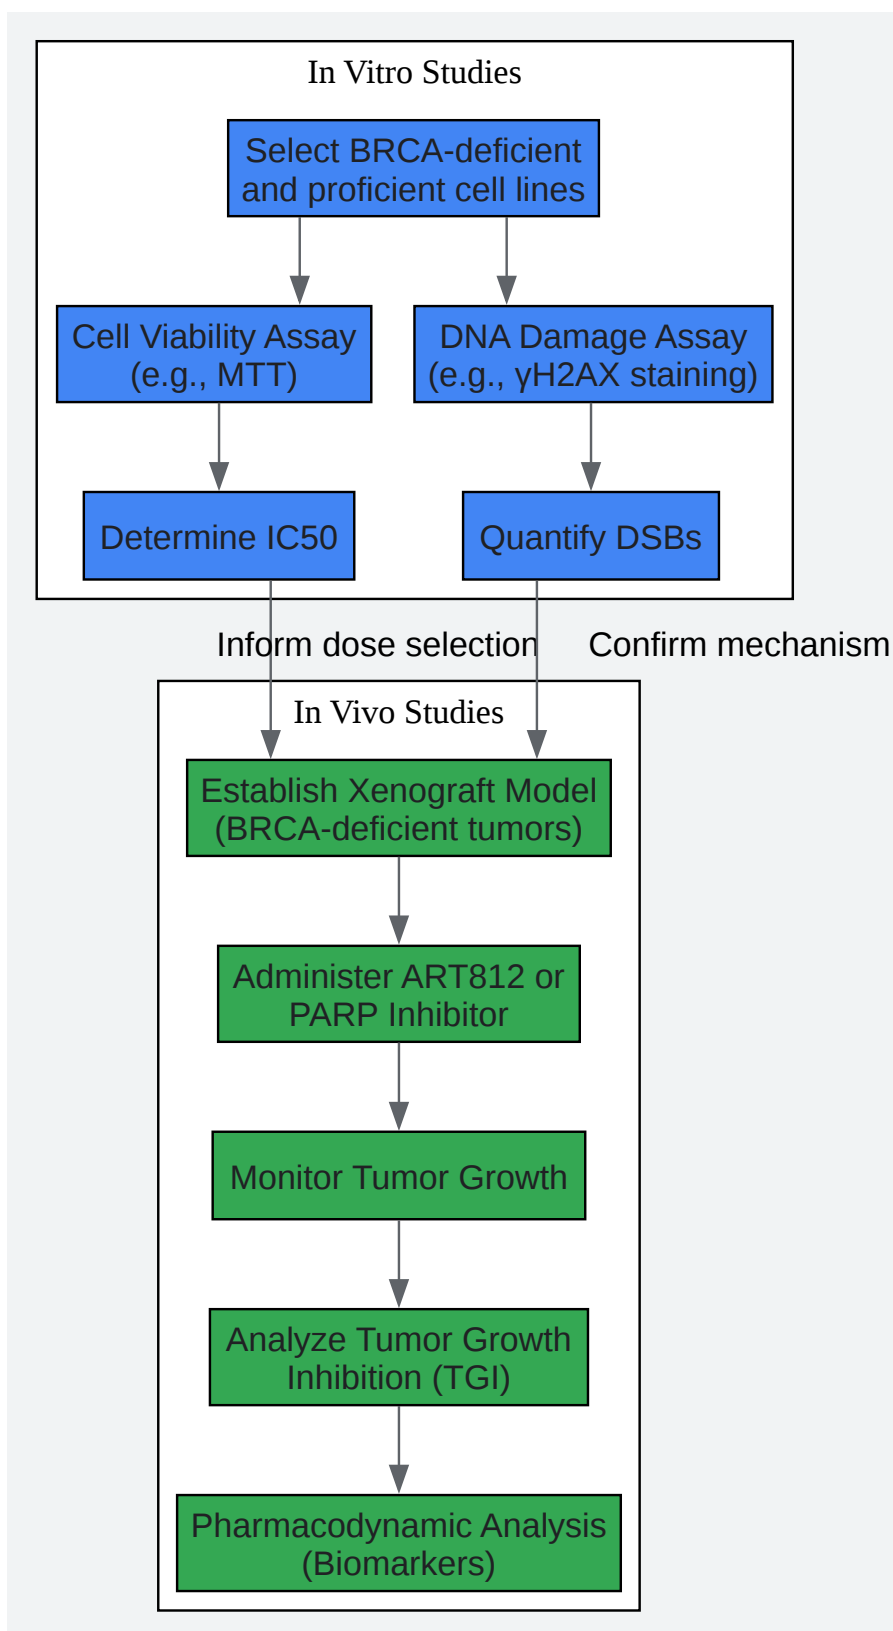 In Vitro Studies
Select BRCA-deficient
and proficient cell lines
Cell Viability Assay
(e.g., MTT)
DNA Damage Assay
(e.g., γH2AX staining)
Determine IC50
Quantify DSBs
Inform dose selection
Confirm mechanism
In Vivo Studies
Establish Xenograft Model
(BRCA-deficient tumors)
Administer ART812 or
PARP Inhibitor
Monitor Tumor Growth
Analyze Tumor Growth
Inhibition (TGI)
Pharmacodynamic Analysis
(Biomarkers)